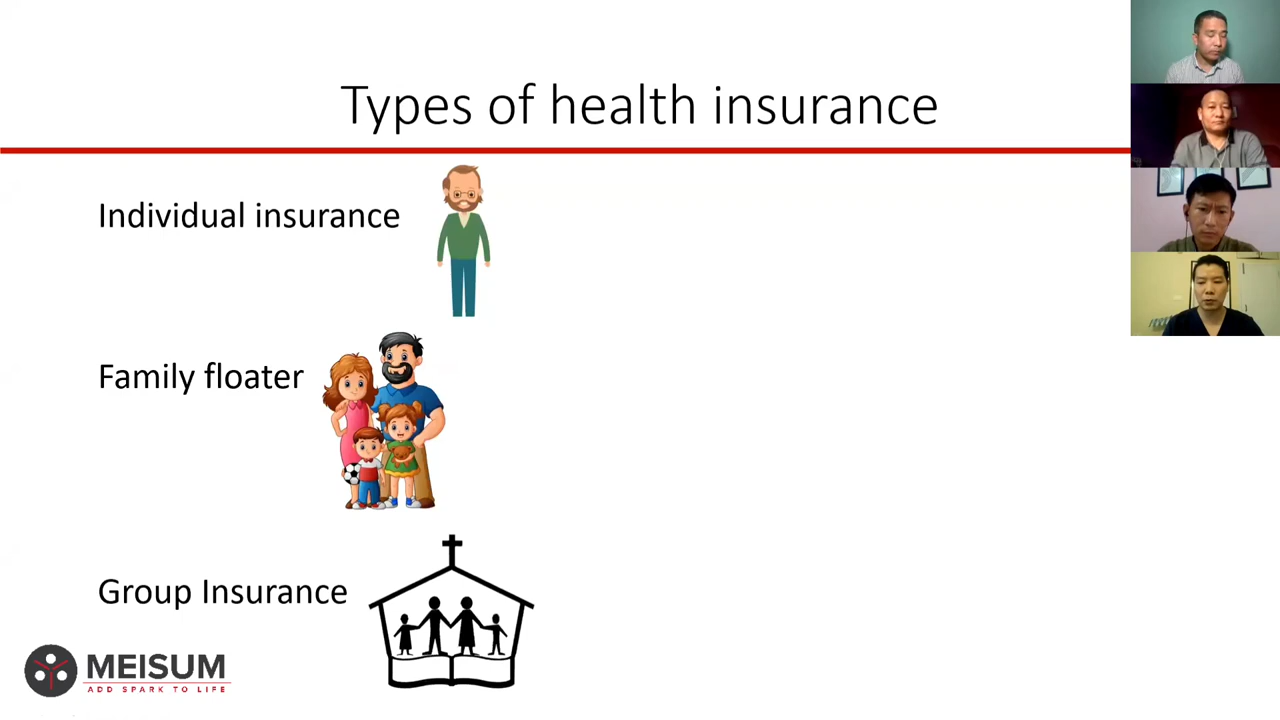 Types of health insurance
Individual insurance
Family floater
Group Insurance
MEISUM
ADD SPARK TO LIFE